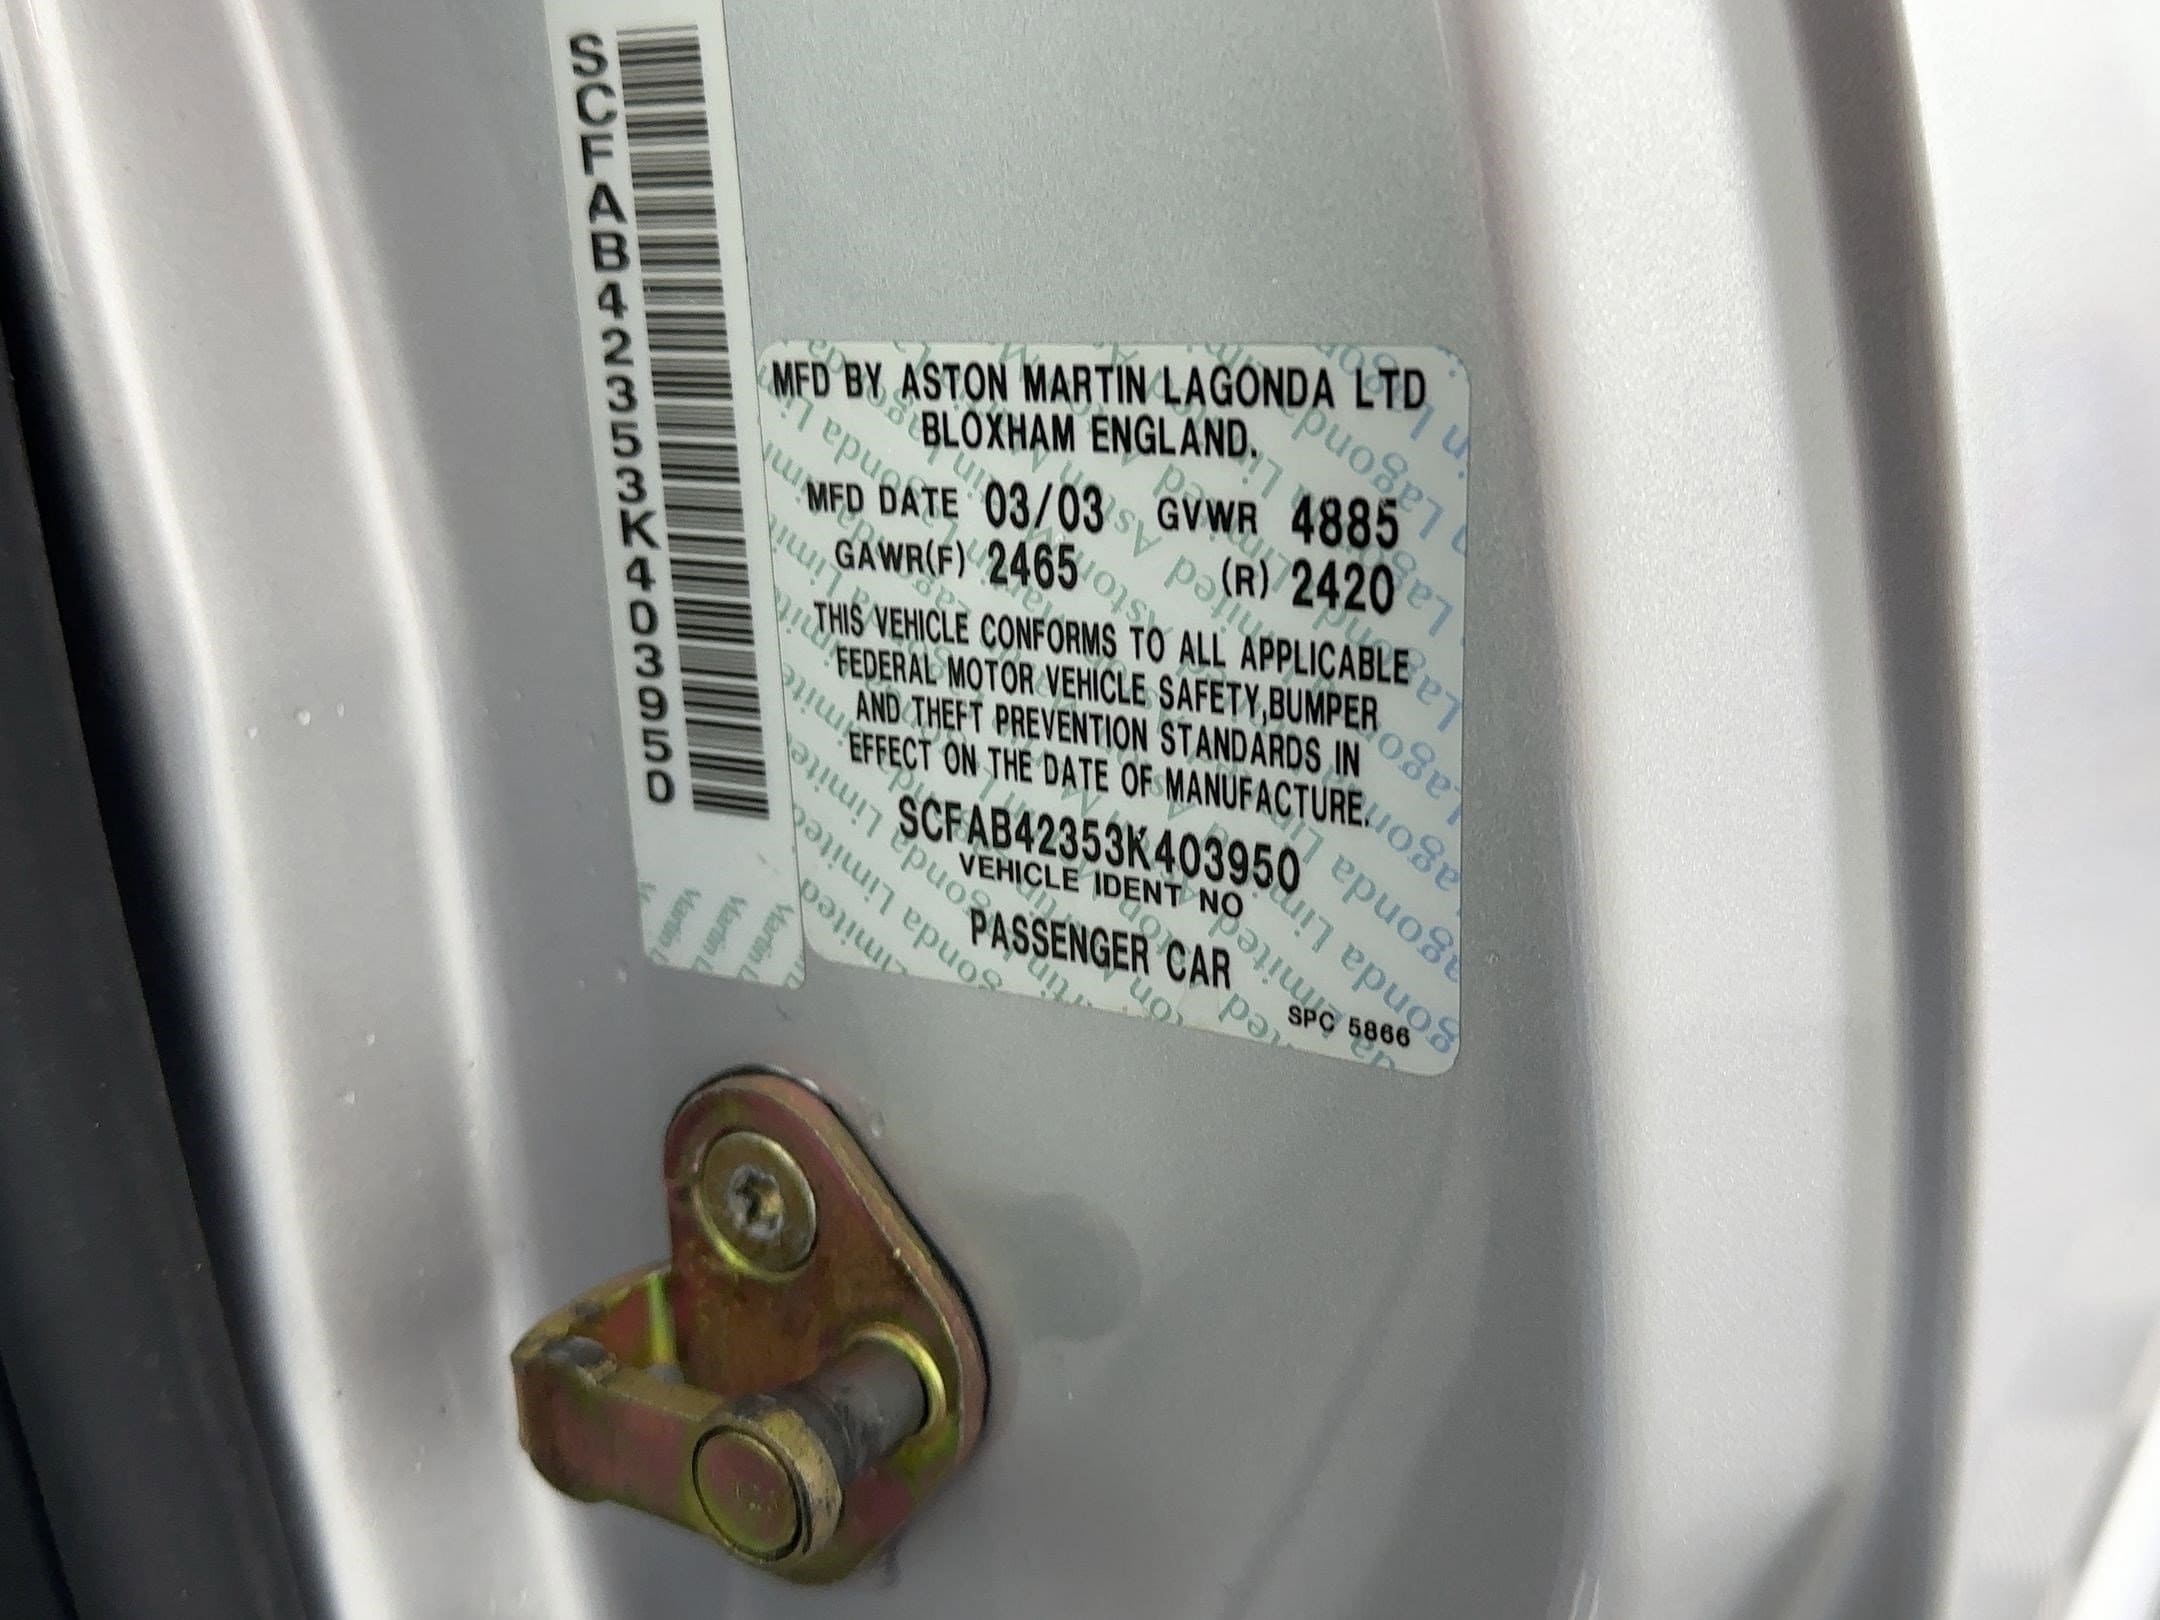 SCFAB42353K403950
MFD BY ASTON MARTIN LAGONDA LTD
BLOXHAM ENGLAND.
MFD DATE 03/03 GVWR 4885
GAWR(F) 2465 (R) 2420
THIS VEHICLE CONFORMS TO ALL APPLICABLE
FEDERAL MOTOR VEHICLE SAFETY,BUMPER
AND THEFT PREVENTION STANDARDS IN
EFFECT ON THE DATE OF MANUFACTURE.
SCFAB42353K403950
VEHICLE IDENT NO
PASSENGER CAR
SPC 5866